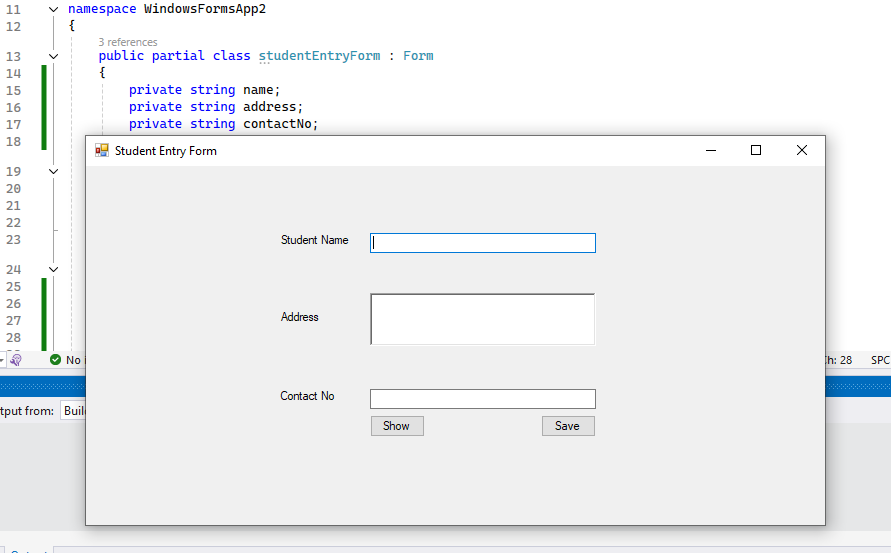 11 namespace WindowsFormsApp2
12 {
3 references
13 public partial class studentEntryForm : Form
14 {
15 private string name;
16 private string address;
17 private string contactNo;
18
Student Entry Form
19
20
21
22
23
24
25
26
27
28
Student Name
Address
Contact No
Show Save
No
Ch: 28 SPC
tput from: Buil